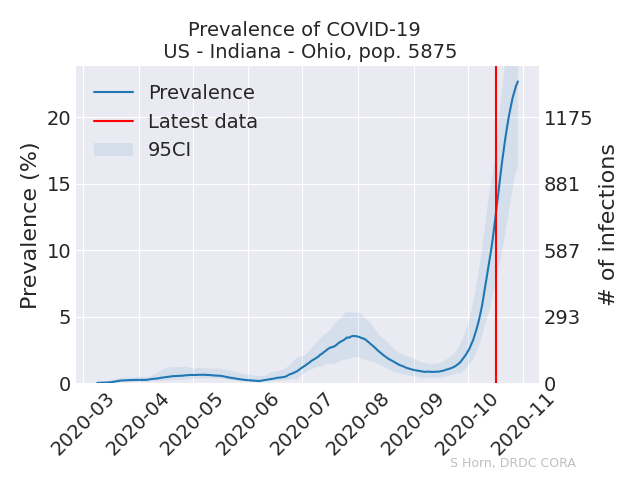 Prevalence of COVID-19
US - Indiana - Ohio, pop. 5875
Prevalence
Latest data
95CI
Prevalence (%)
20
15
10
5
0
1175
881
587
293
0
# of infections
2020-03
2020-04
2020-05
2020-06
2020-07
2020-08
2020-09
2020-10
2020-11
S Horn, DRDC CORA